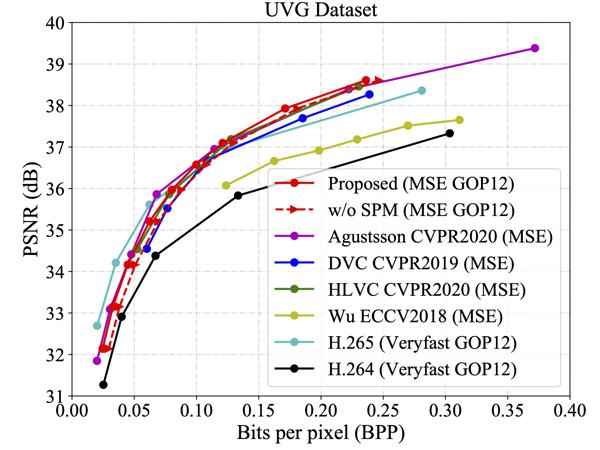 UVG Dataset
40
39
38
37
36
35
34
33
32
31
PSNR (dB)
Proposed (MSE GOP12)
w/o SPM (MSE GOP12)
Agustsson CVPR2020 (MSE)
DVC CVPR2019 (MSE)
HLVC CVPR2020 (MSE)
Wu ECCV2018 (MSE)
H.265 (Veryfast GOP12)
H.264 (Veryfast GOP12)
0.00 0.05 0.10 0.15 0.20 0.25 0.30 0.35 0.40
Bits per pixel (BPP)